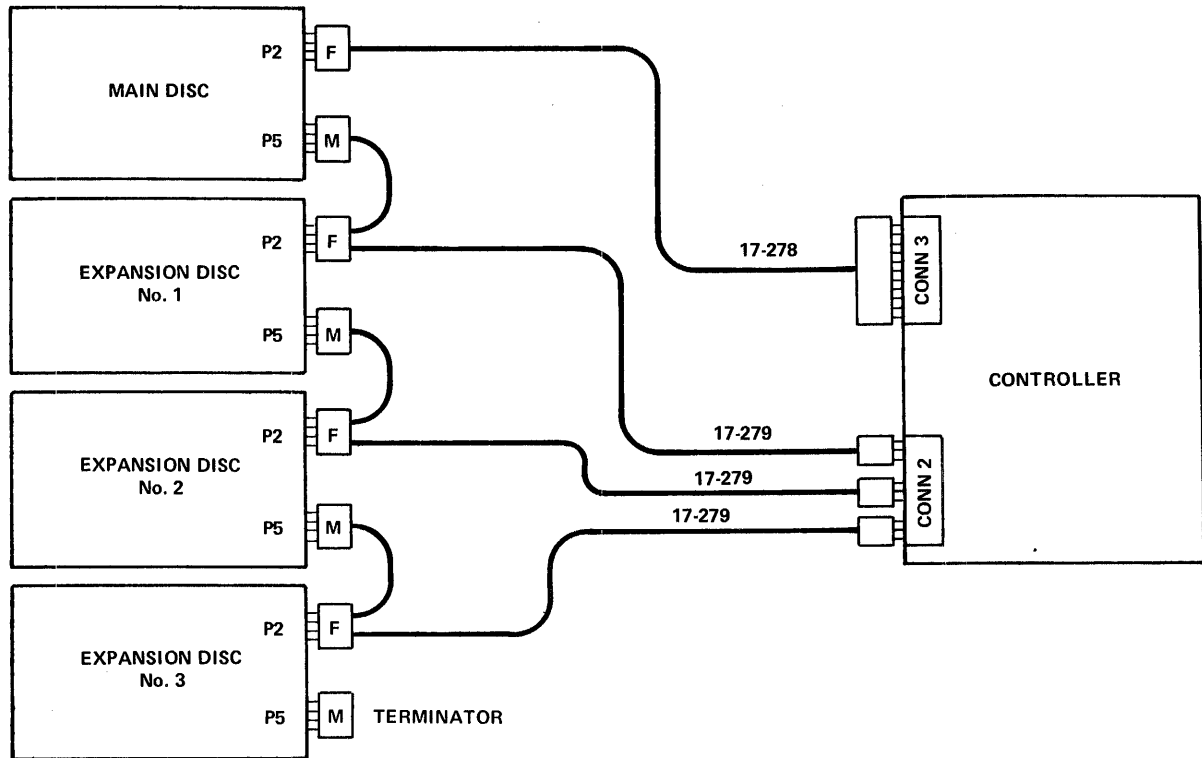 P2 F
MAIN DISC
P5 M
P2 F
EXPANSION DISC
No. 1
P5 M
P2 F
EXPANSION DISC
No. 2
P5 M
P2 F
EXPANSION DISC
No. 3
P5 M TERMINATOR
17-278
17-279
17-279
17-279
CONN 3
CONN 2
CONTROLLER